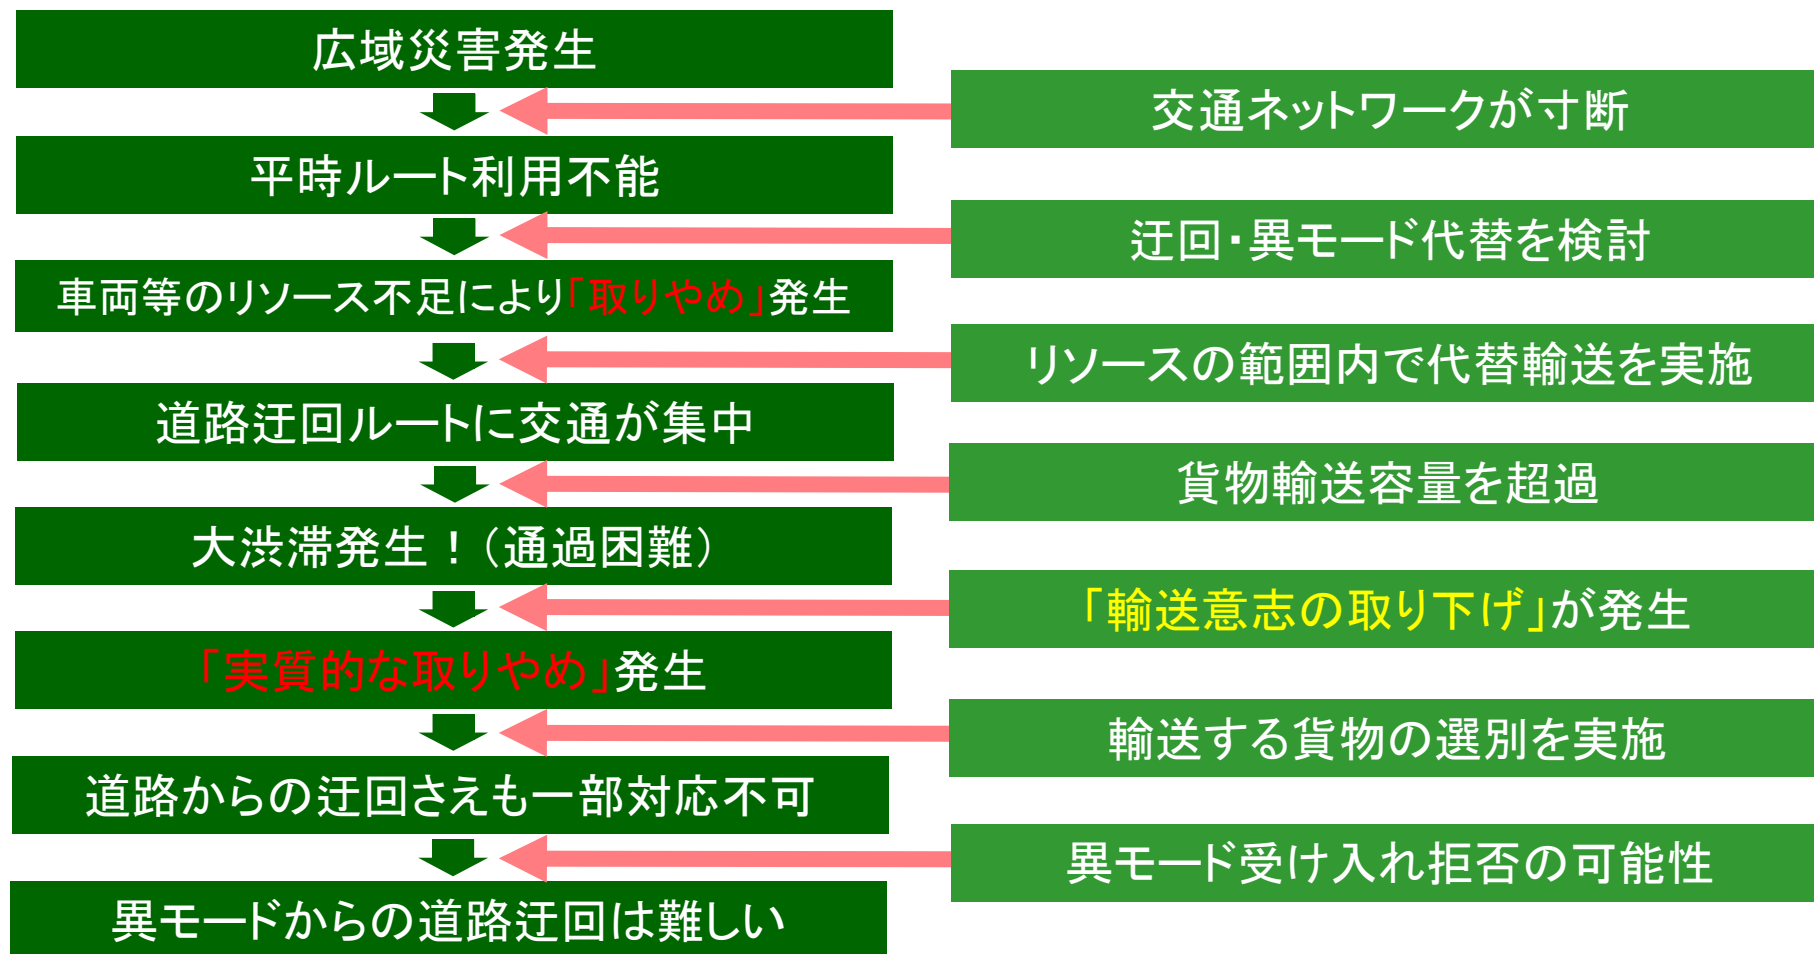 広域災害発生
交通ネットワークが寸断
平時ルート利用不能
迂回・異モード代替を検討
車両等のリソース不足により「取りやめ」発生
リソースの範囲内で代替輸送を実施
道路迂回ルートに交通が集中
貨物輸送容量を超過
大渋滞発生！（通過困難）
「輸送意志の取り下げ」が発生
「実質的な取りやめ」発生
輸送する貨物の選別を実施
道路からの迂回さえも一部対応不可
異モード受け入れ拒否の可能性
異モードからの道路迂回は難しい